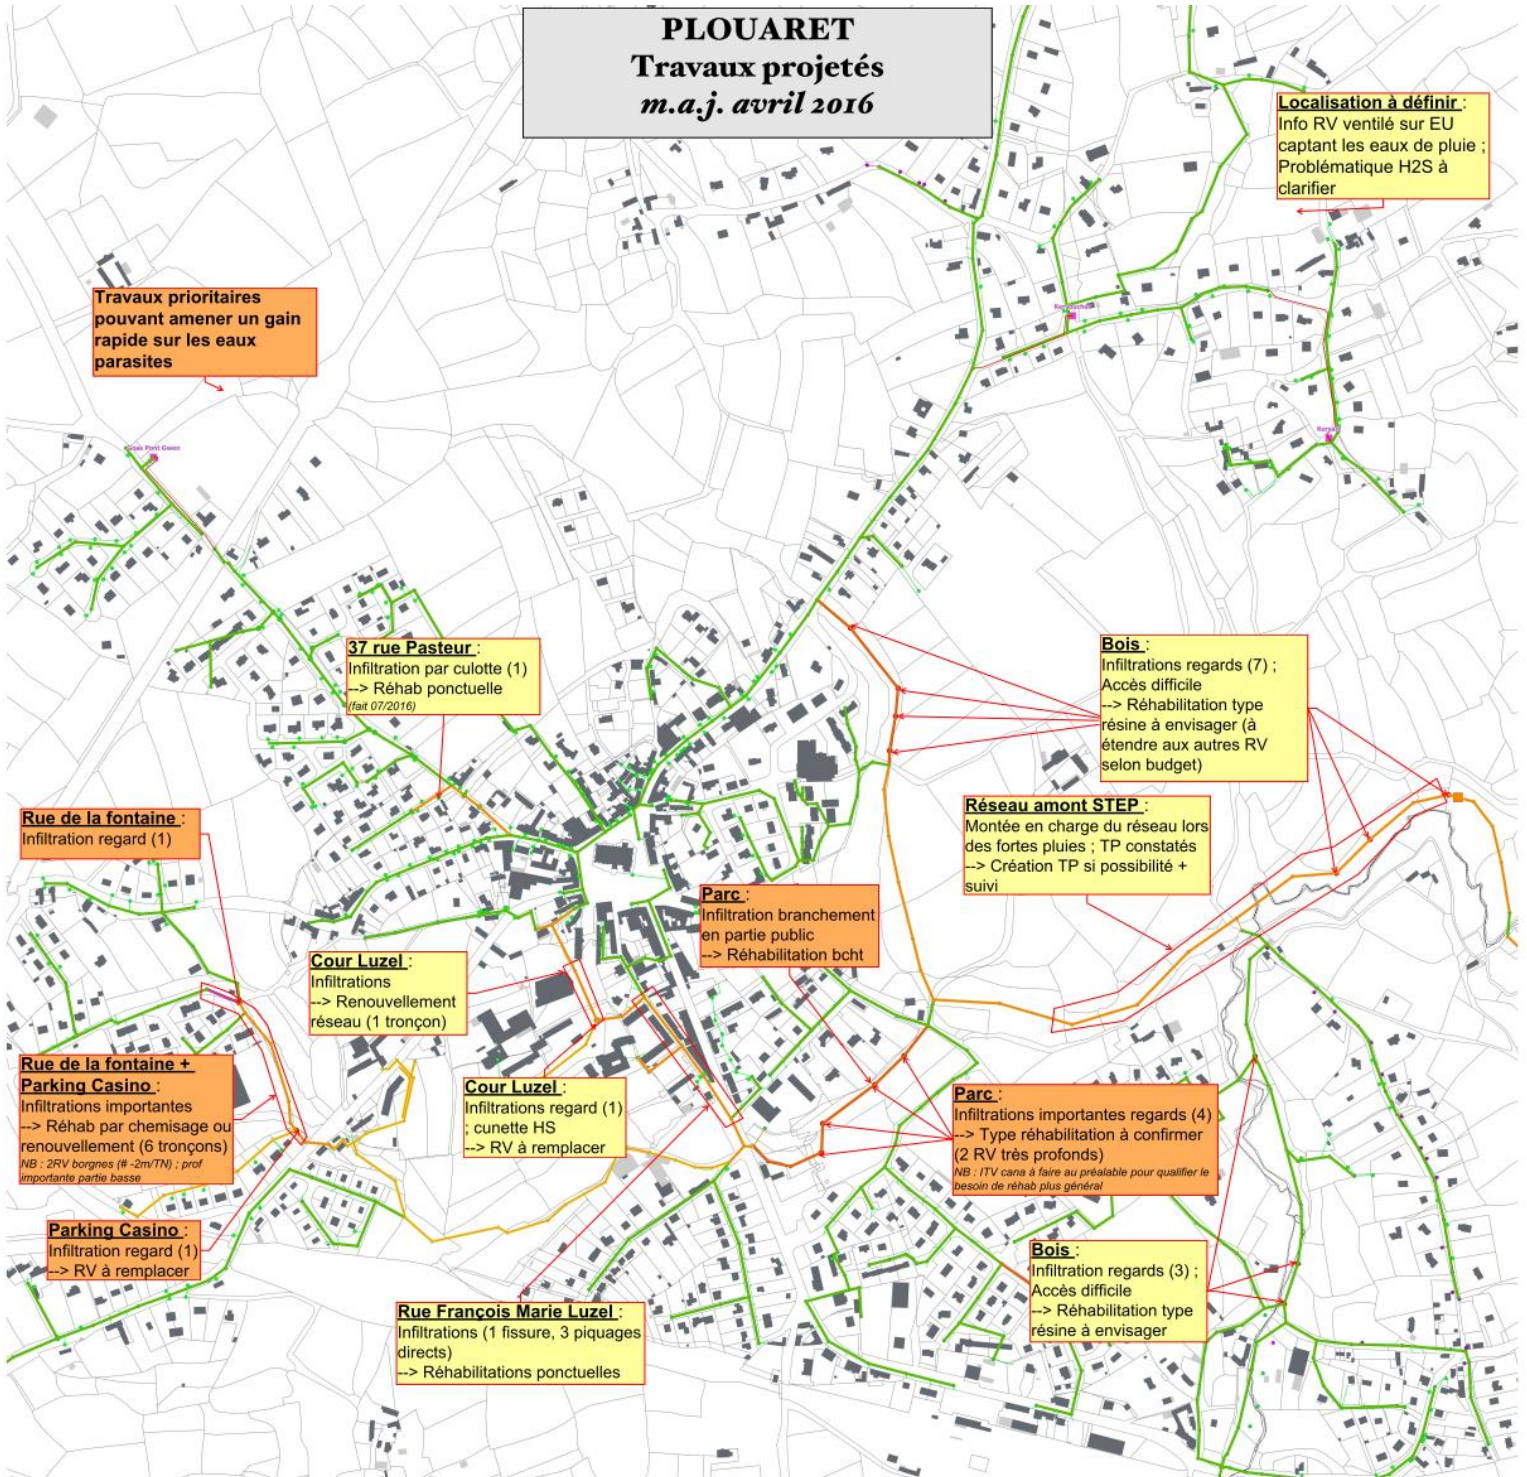 PLOUARET
Travaux projetés
m.a.j. avril 2016
Localisation à définir :
Info RV ventilé sur EU
captant les eaux de pluie ;
Problématique H2S à
clarifier
Travaux prioritaires
pouvant amener un gain
rapide sur les eaux
parasites
Goas Pont Gwen
37 rue Pasteur :
Infiltration par culotte (1)
--> Réhab ponctuelle
(fait 07/2016)
Bois :
Infiltrations regards (7) ;
Accès difficile
--> Réhabilitation type
résine à envisager (à
étendre aux autres RV
selon budget)
Réseau amont STEP :
Montée en charge du réseau lors
des fortes pluies ; TP constatés
--> Création TP si possibilité +
suivi
Rue de la fontaine :
Infiltration regard (1)
Parc :
Infiltration branchement
en partie public
--> Réhabilitation bcht
Cour Luzel :
Infiltrations
--> Renouvellement
réseau (1 tronçon)
Rue de la fontaine +
Parking Casino :
Infiltrations importantes
--> Réhab par chemisage ou
renouvellement (6 tronçons)
NB : 2RV borgnes (# -2m/TN) ; prof
importante partie basse
Cour Luzel :
Infiltrations regard (1)
; cunette HS
--> RV à remplacer
Parc :
Infiltrations importantes regards (4)
--> Type réhabilitation à confirmer
(2 RV très profonds)
NB : ITV cana à faire au préalable pour qualifier le
besoin de réhab plus général
Parking Casino :
Infiltration regard (1)
--> RV à remplacer
Bois :
Infiltration regards (3) ;
Accès difficile
--> Réhabilitation type
résine à envisager
Rue François Marie Luzel :
Infiltrations (1 fissure, 3 piquages
directs)
--> Réhabilitations ponctuelles